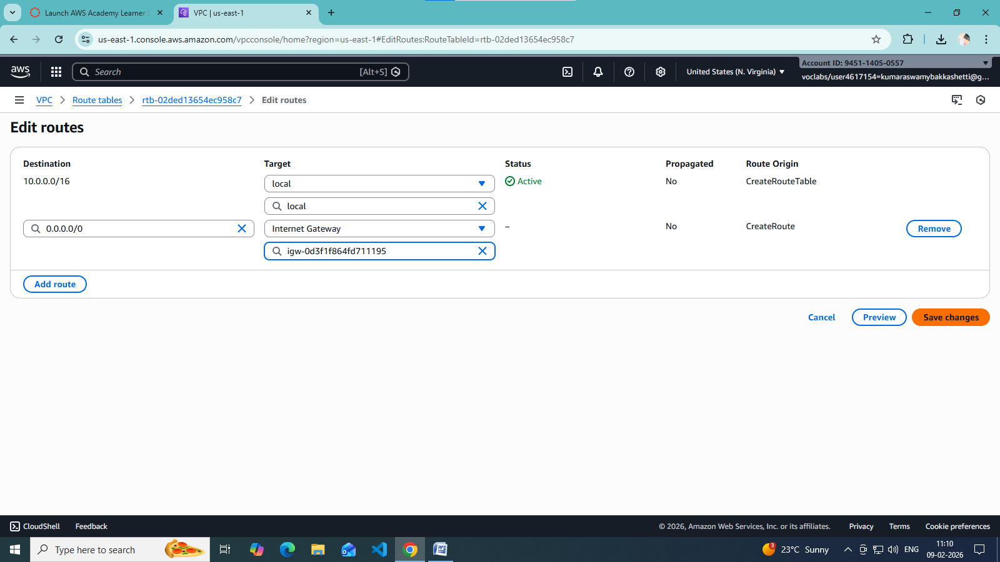 Launch AWS Academy Learner
VPC | us-east-1
us-east-1.console.aws.amazon.com/vpcconsole/home?region=us-east-1#EditRoutes:RouteTableId=rtb-02ded13654ec958c7
aws
Search
[Alt+S]
United States (N. Virginia)
Account ID: 9451-1405-0557
voclabs/user4617154=kumaraswamybakkashetti@g...
VPC
Route tables
rtb-02ded13654ec958c7
Edit routes
Edit routes
Destination
Target
Status
Propagated
Route Origin
10.0.0.0/16
local
Active
No
CreateRouteTable
local
0.0.0.0/0
Internet Gateway
–
No
CreateRoute
Remove
igw-0d3f1f864fd711195
Add route
Cancel
Preview
Save changes
CloudShell
Feedback
© 2026, Amazon Web Services, Inc. or its affiliates.
Privacy
Terms
Cookie preferences
Type here to search
3
23°C Sunny
ENG
11:10
09-02-2026